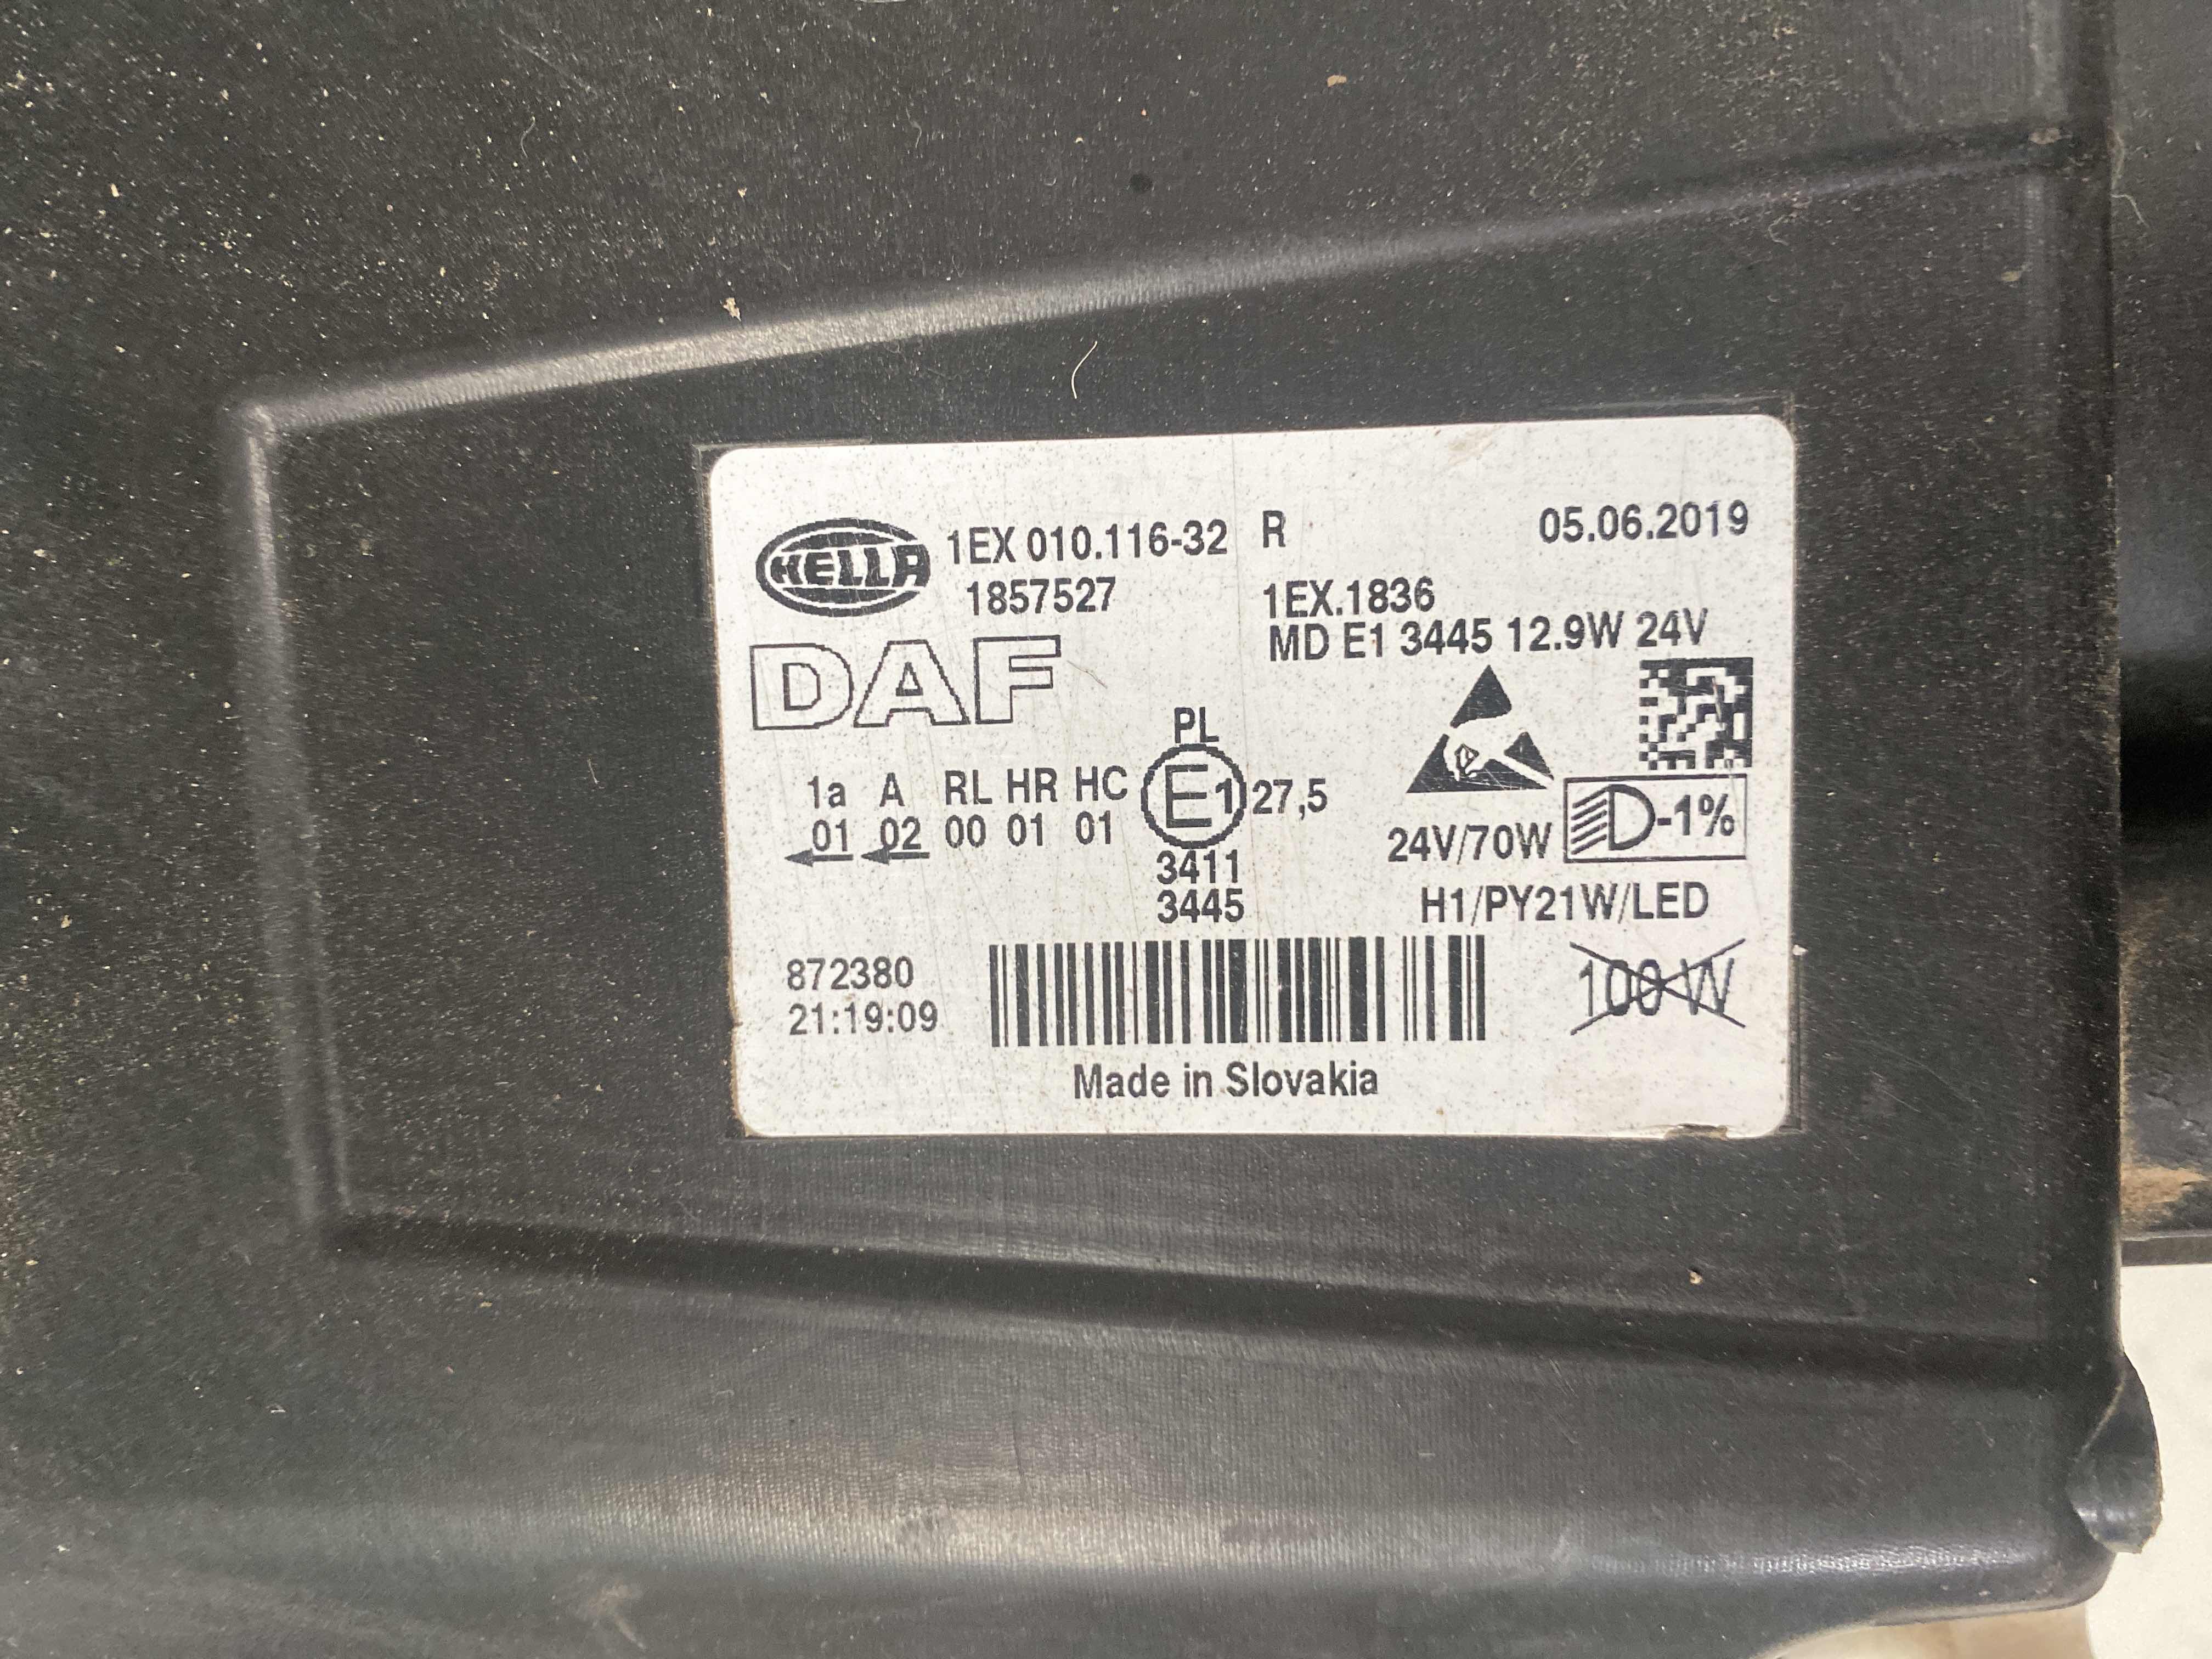 HELLA 1EX 010.116-32 R 05.06.2019
1857527 1EX.1836
MD E1 3445 12.9W 24V
DAF
PL
1a A RL HR HC E1 27,5
01 02 00 01 01
3411
3445
24V/70W -1%
H1/PY21W/LED
872380
21:19:09
100 W
Made in Slovakia